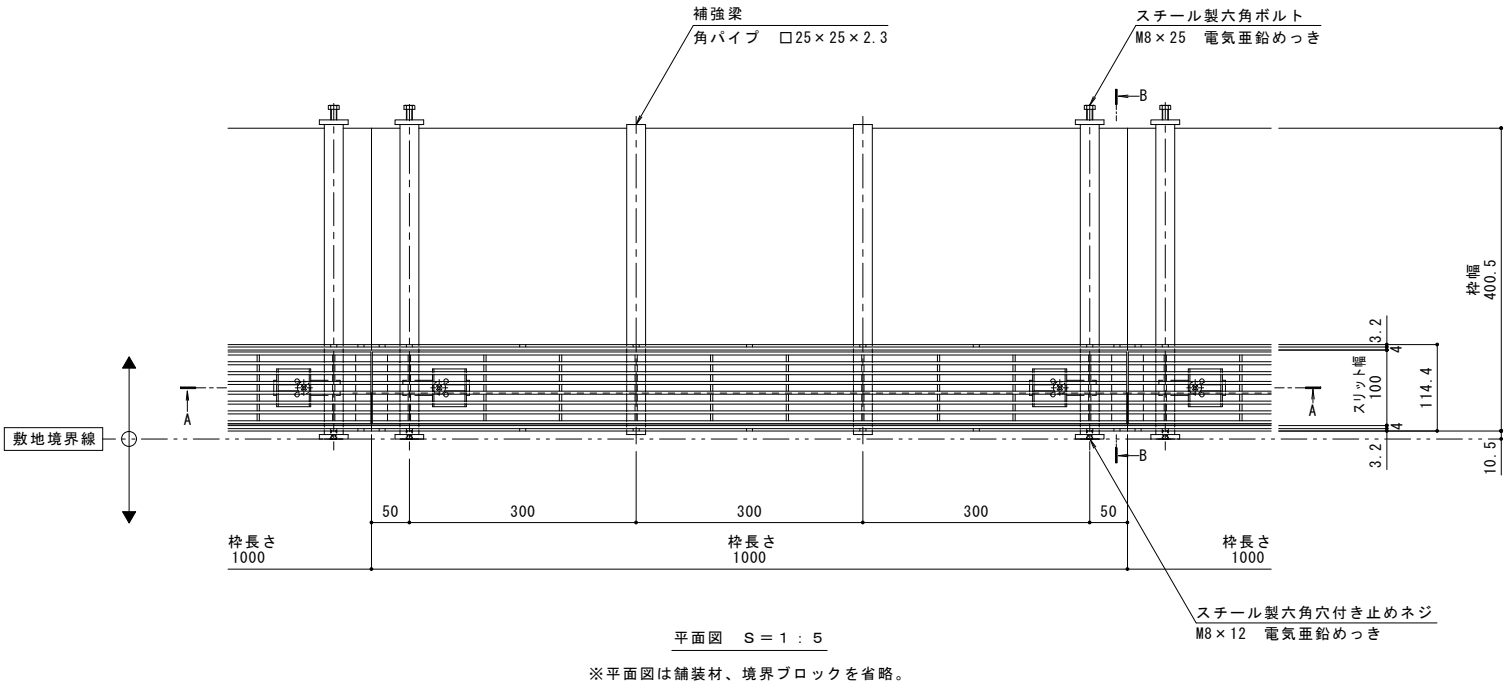 補強梁
角パイプ □25×25×2.3
スチール製六角ボルト
M8×25 電気亜鉛めっき
B
枠幅
400.5
3.2
4
スリット幅
100
114.4
4
3.2
10.5
A
A
敷地境界線
B
50
300
300
300
50
枠長さ
1000
枠長さ
1000
枠長さ
1000
スチール製六角穴付き止めネジ
M8×12 電気亜鉛めっき
平面図 S=1:5
※平面図は舗装材、境界ブロックを省略。